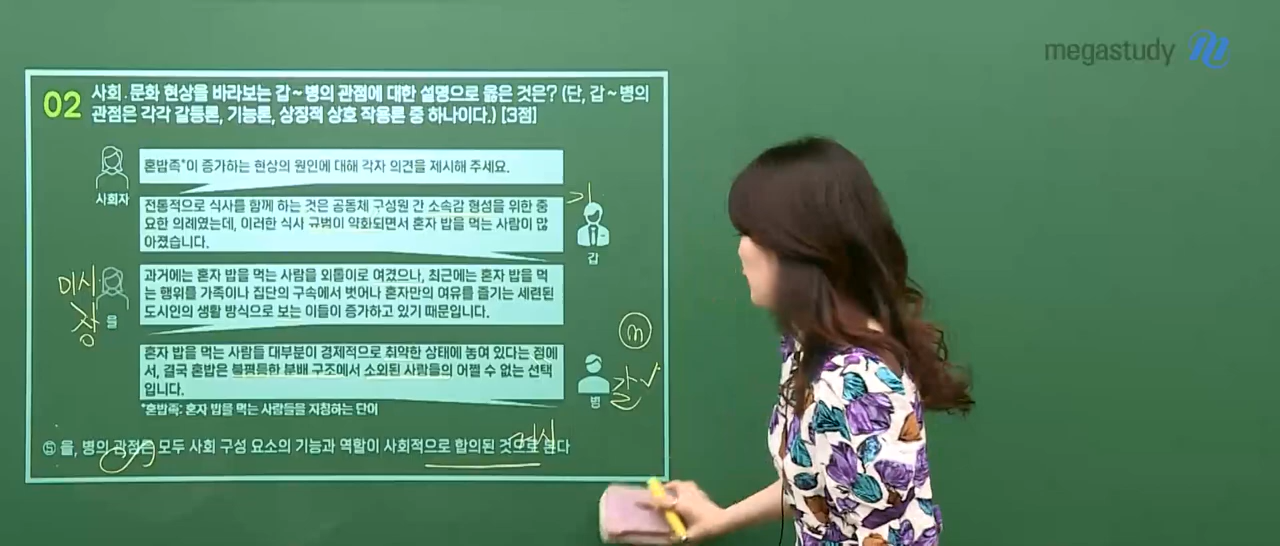 megastudy
02 사회·문화 현상을 바라보는 갑~병의 관점에 대한 설명으로 옳은 것은? (단, 갑~병의
관점은 각각 갈등론, 기능론, 상징적 상호 작용론 중 하나이다.) [3점]
혼밥족*이 증가하는 현상의 원인에 대해 각자 의견을 제시해 주세요.
사회자
전통적으로 식사를 함께 하는 것은 공동체 구성원 간 소속감 형성을 위한 중
요한 의례였는데, 이러한 식사 규범이 약화되면서 혼자 밥을 먹는 사람이 많
아졌습니다.
갑
기
과거에는 혼자 밥을 먹는 사람을 외톨이로 여겼으나, 최근에는 혼자 밥을 먹
는 행위를 가족이나 집단의 구속에서 벗어나 혼자만의 여유를 즐기는 세련된
도시인의 생활 방식으로 보는 이들이 증가하고 있기 때문입니다.
을
미시
상
혼자 밥을 먹는 사람들 대부분이 경제적으로 취약한 상태에 놓여 있다는 점에
서, 결국 혼밥은 불평등한 분배 구조에서 소외된 사람들의 어쩔 수 없는 선택
입니다.
병
갈
m
*혼밥족: 혼자 밥을 먹는 사람들을 지칭하는 단어
⑤ 을, 병의 관점은 모두 사회 구성 요소의 기능과 역할이 사회적으로 합의된 것으로 본다